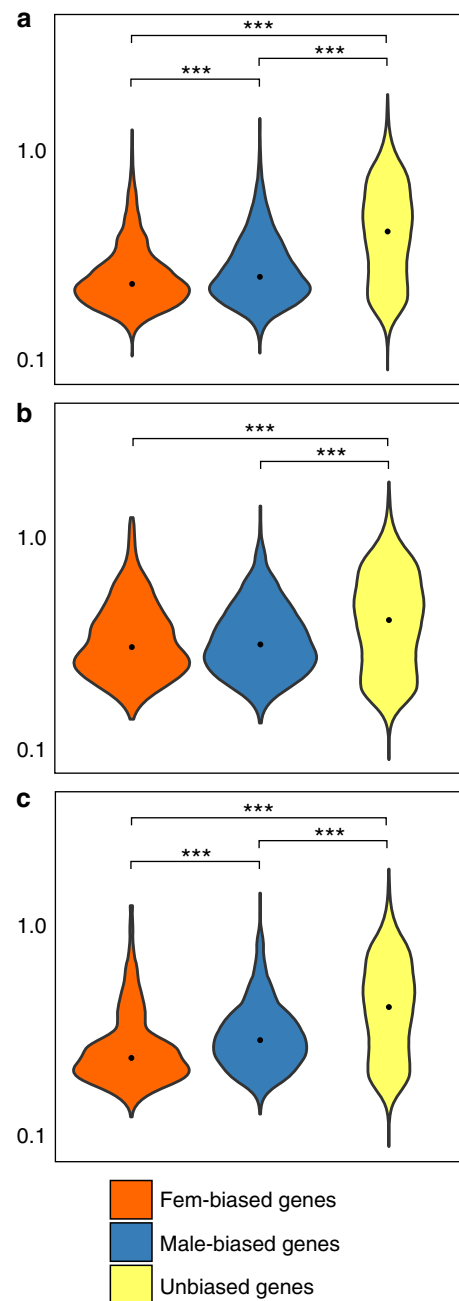 a
***
*** ***
1.0
0.1
b
***
***
1.0
0.1
c
***
*** ***
1.0
0.1
Fem-biased genes
Male-biased genes
Unbiased genes